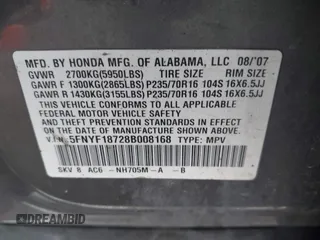 MFD. BY HONDA MFG. OF ALABAMA, LLC 08/'07
GVWR 2700KG(5950LBS) TIRE SIZE RIM SIZE
GAWR F 1300KG(2865LBS) P235/70R16 104S 16X6.5JJ
GAWR R 1430KG(3155LBS) P235/70R16 104S 16X6.5JJ
THIS VEHICLE CONFORMS TO ALL APPLICABLE
FEDERAL MOTOR VEHICLE SAFETY AND THEFT
PREVENTION STANDARDS IN EFFECT ON THE DATE
OF MANUFACTURE SHOWN ABOVE.
V.I.N. 5FNYF18728B008168 TYPE: MPV
SKV 8 AC6 -NH705M-A -B
DREAMBID